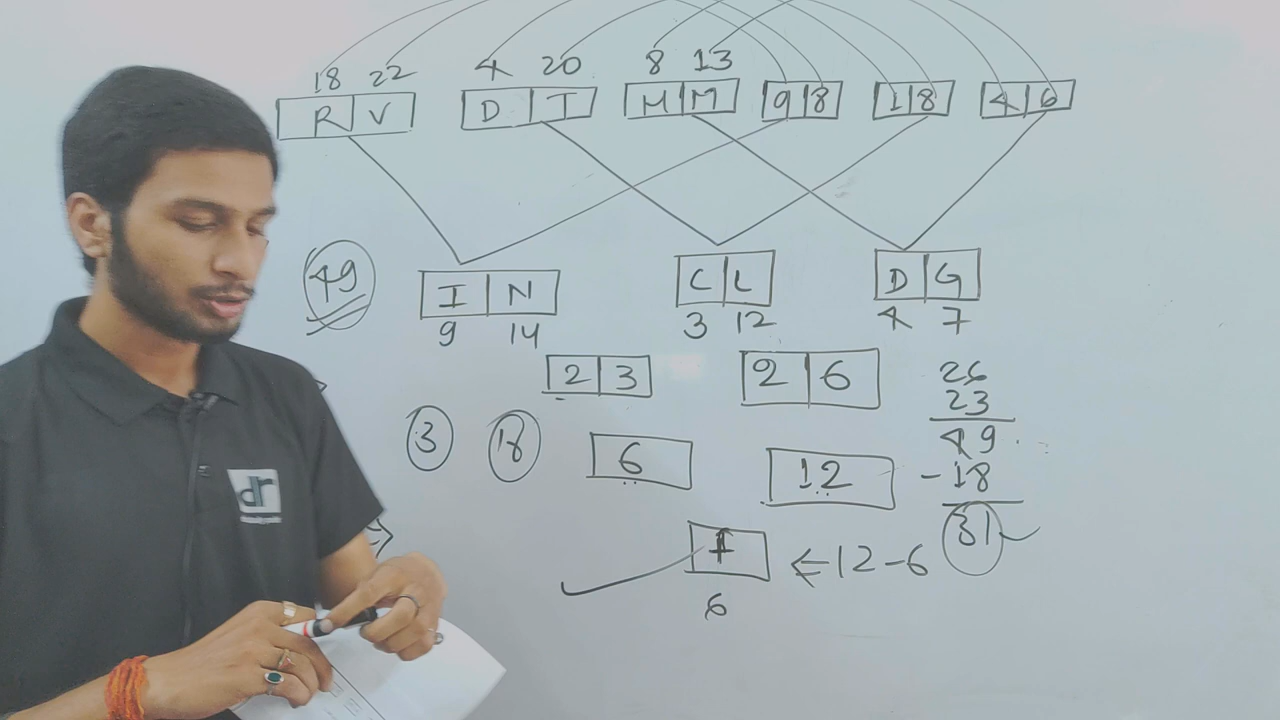 18 22 4 20 8 13
R V D T H M 9 8 1 8 4 6
49 I N C L D G
9 14 3 12 4 7
2 3 2 6 26
23
3 18 49
6 12 -18
31
12-6
6
dr